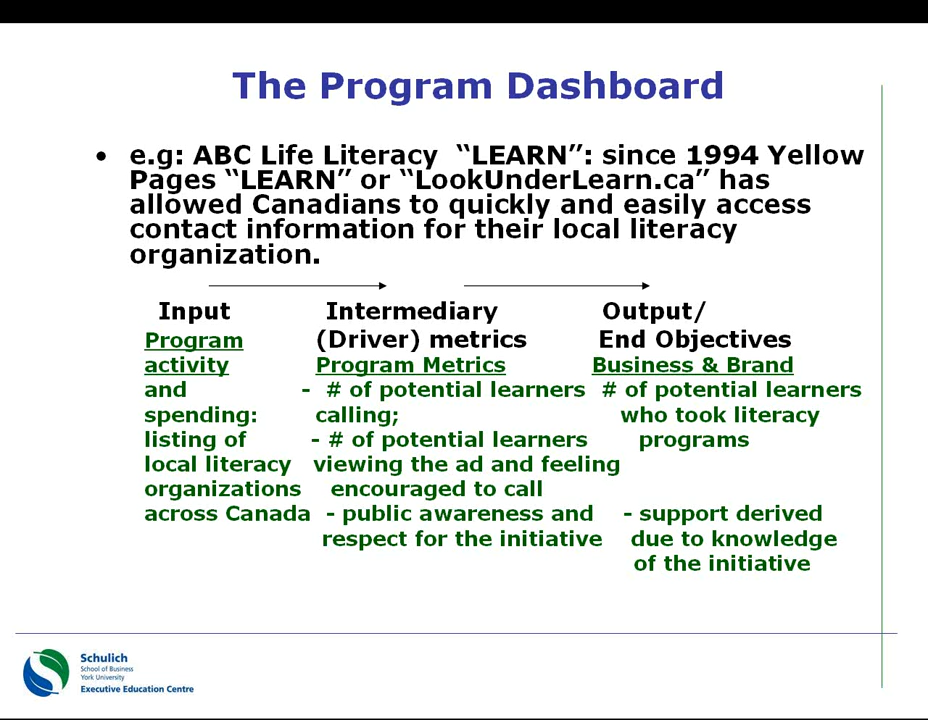 The Program Dashboard
• e.g: ABC Life Literacy “LEARN”: since 1994 Yellow
Pages “LEARN” or “LookUnderLearn.ca” has
allowed Canadians to quickly and easily access
contact information for their local literacy
organization.
Input Intermediary Output/
Program (Driver) metrics End Objectives
activity Program Metrics Business & Brand
and - # of potential learners # of potential learners
spending: calling; who took literacy
listing of - # of potential learners programs
local literacy viewing the ad and feeling
organizations encouraged to call
across Canada - public awareness and - support derived
respect for the initiative due to knowledge
of the initiative
Schulich
School of Business
York University
Executive Education Centre